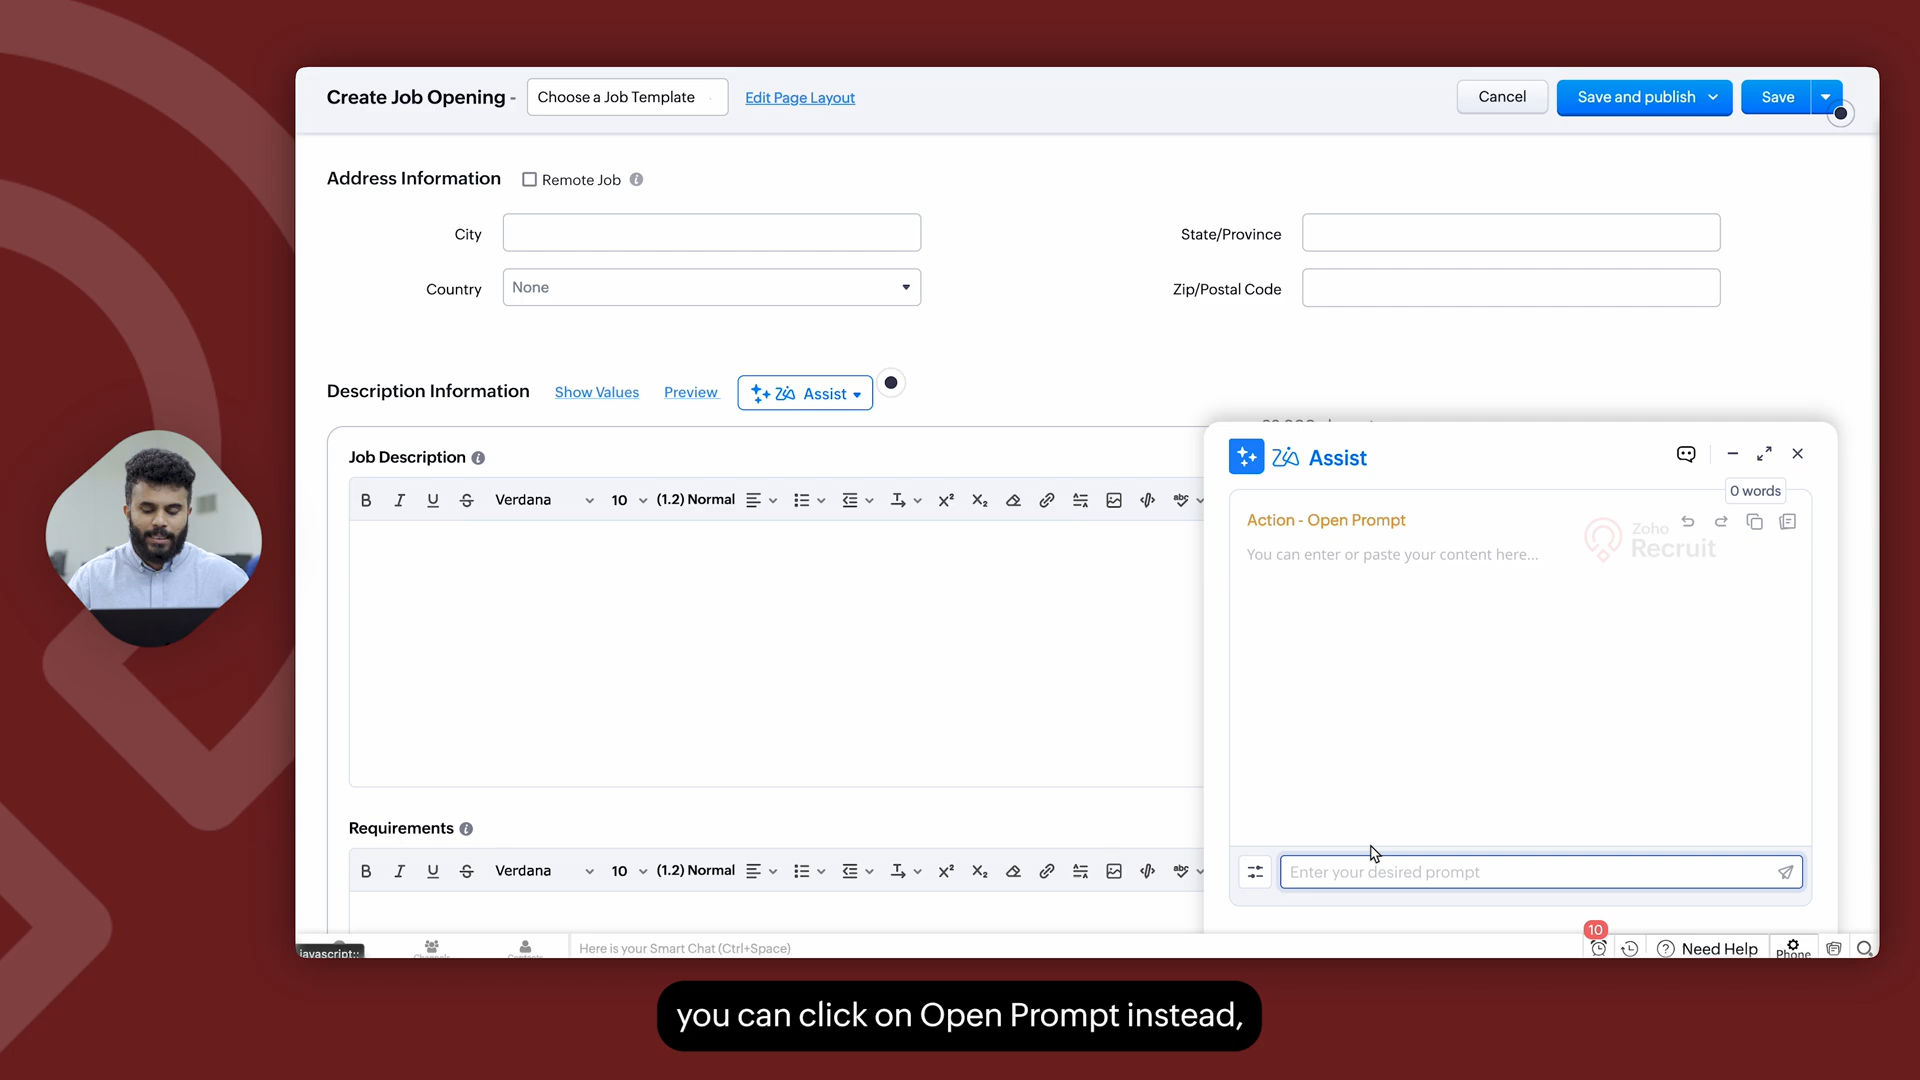 Create Job Opening - Choose a Job Template Edit Page Layout Cancel Save and publish Save
Address Information Remote Job
City State/Province
Country None Zip/Postal Code
Description Information Show Values Preview Zia Assist
Job Description
Verdana 10 (1.2) Normal
Requirements
Verdana 10 (1.2) Normal
Zia Assist
0 words
Action - Open Prompt
You can enter or paste your content here...
Zoho
Recruit
Enter your desired prompt
javascript:;
Channels
Contacts
Here is your Smart Chat (Ctrl+Space)
10
Need Help
Phone
you can click on Open Prompt instead,